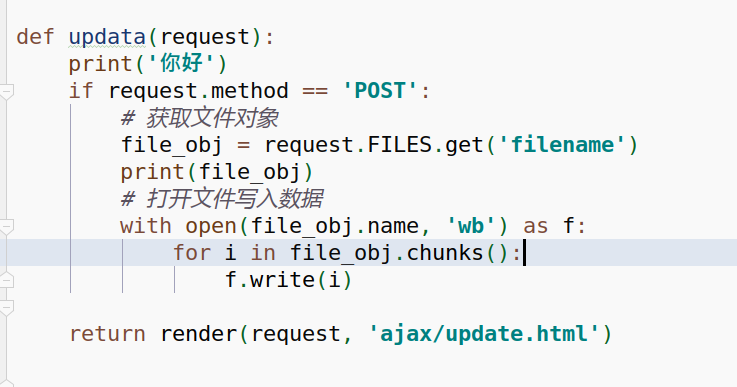 def updata(request):
    print('你好')
    if request.method == 'POST':
        # 获取文件对象
        file_obj = request.FILES.get('filename')
        print(file_obj)
        # 打开文件写入数据
        with open(file_obj.name, 'wb') as f:
            for i in file_obj.chunks():
                f.write(i)
    return render(request, 'ajax/update.html')